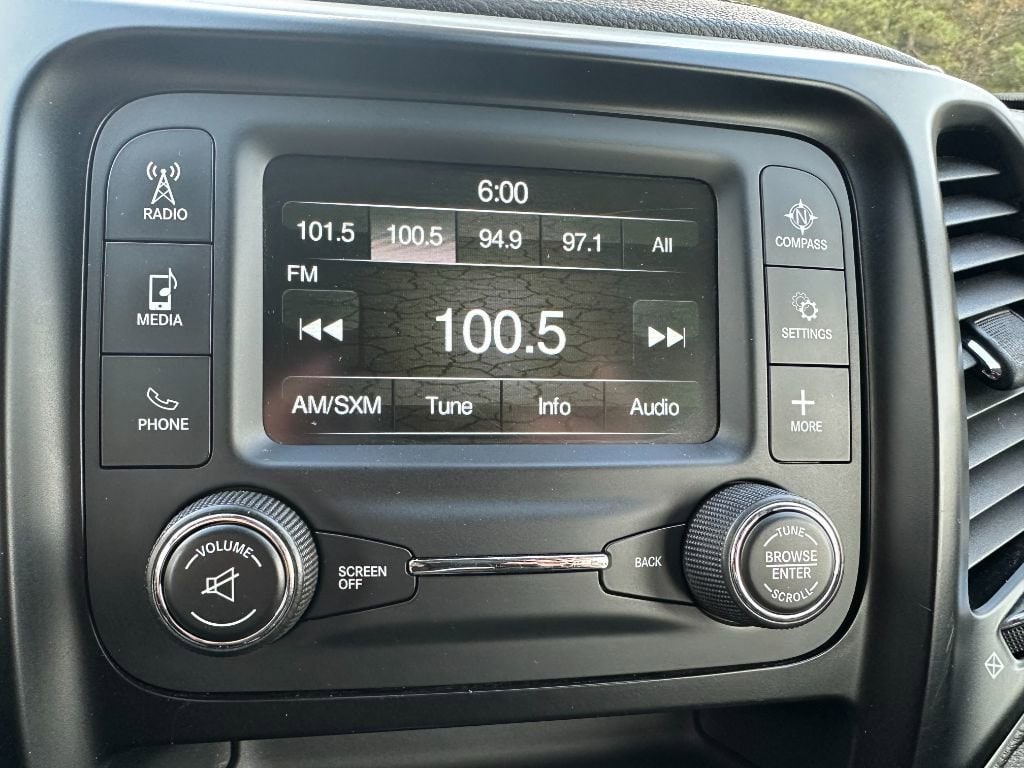 RADIO
MEDIA
PHONE
6:00
101.5 100.5 94.9 97.1 All
FM
100.5
AM/SXM Tune Info Audio
N
COMPASS
SETTINGS
MORE
VOLUME
SCREEN
OFF
BACK
TUNE
BROWSE
ENTER
SCROLL